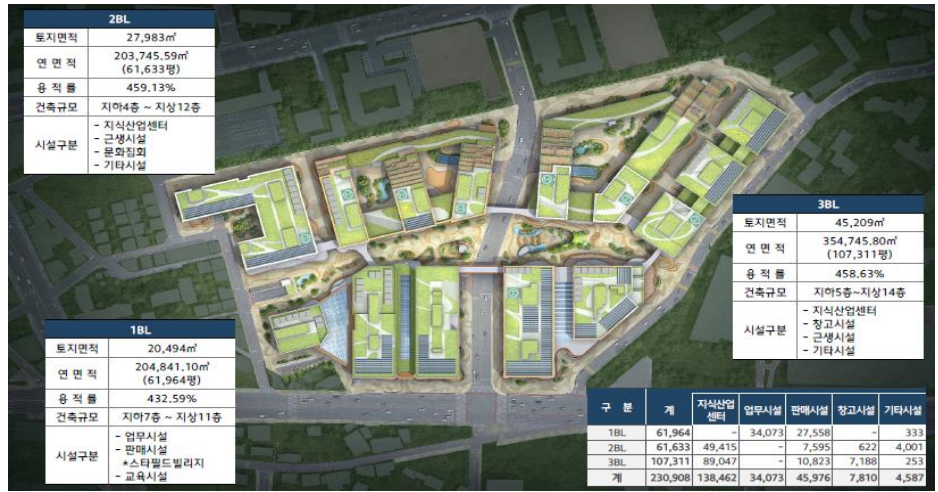 2BL
토지면적 27,983㎡
연 면 적 203,745.59㎡
(61,633평)
용 적 률 459.13%
건축규모 지하4층 ~ 지상12층
시설구분 - 지식산업센터
- 근생시설
- 문화집회
- 기타시설
3BL
토지면적 45,209㎡
연 면 적 354,745.80㎡
(107,311평)
용 적 률 458.63%
건축규모 지하5층~지상14층
시설구분 - 지식산업센터
- 창고시설
- 근생시설
- 기타시설
1BL
토지면적 20,494㎡
연 면 적 204,841.10㎡
(61,964평)
용 적 률 432.59%
건축규모 지하7층 ~ 지상11층
시설구분 - 업무시설
- 판매시설
*스타필드빌리지
- 교육시설
구 분 계 지식산업센터 업무시설 판매시설 창고시설 기타시설
1BL 61,964 - 34,073 27,558 - 333
2BL 61,633 49,415 7,595 622 4,001
3BL 107,311 89,047 - 10,823 7,188 253
계 230,908 138,462 34,073 45,976 7,810 4,587